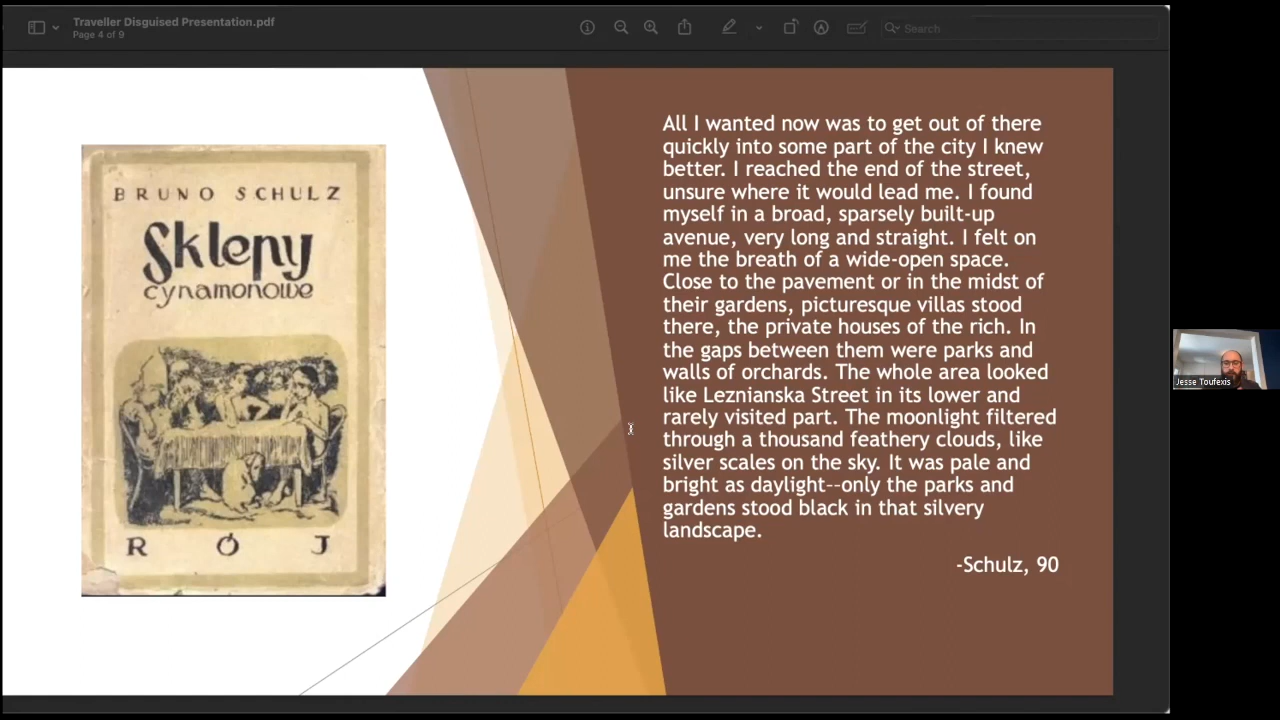 Traveller Disguised Presentation.pdf
Page 4 of 9
Search
BRUNO SCHULZ
Sklepy
cynamonowe
RÓJ
All I wanted now was to get out of there
quickly into some part of the city I knew
better. I reached the end of the street,
unsure where it would lead me. I found
myself in a broad, sparsely built-up
avenue, very long and straight. I felt on
me the breath of a wide-open space.
Close to the pavement or in the midst of
their gardens, picturesque villas stood
there, the private houses of the rich. In
the gaps between them were parks and
walls of orchards. The whole area looked
like Leznianska Street in its lower and
rarely visited part. The moonlight filtered
through a thousand feathery clouds, like
silver scales on the sky. It was pale and
bright as daylight--only the parks and
gardens stood black in that silvery
landscape.
-Schulz, 90
Jesse Toufexis